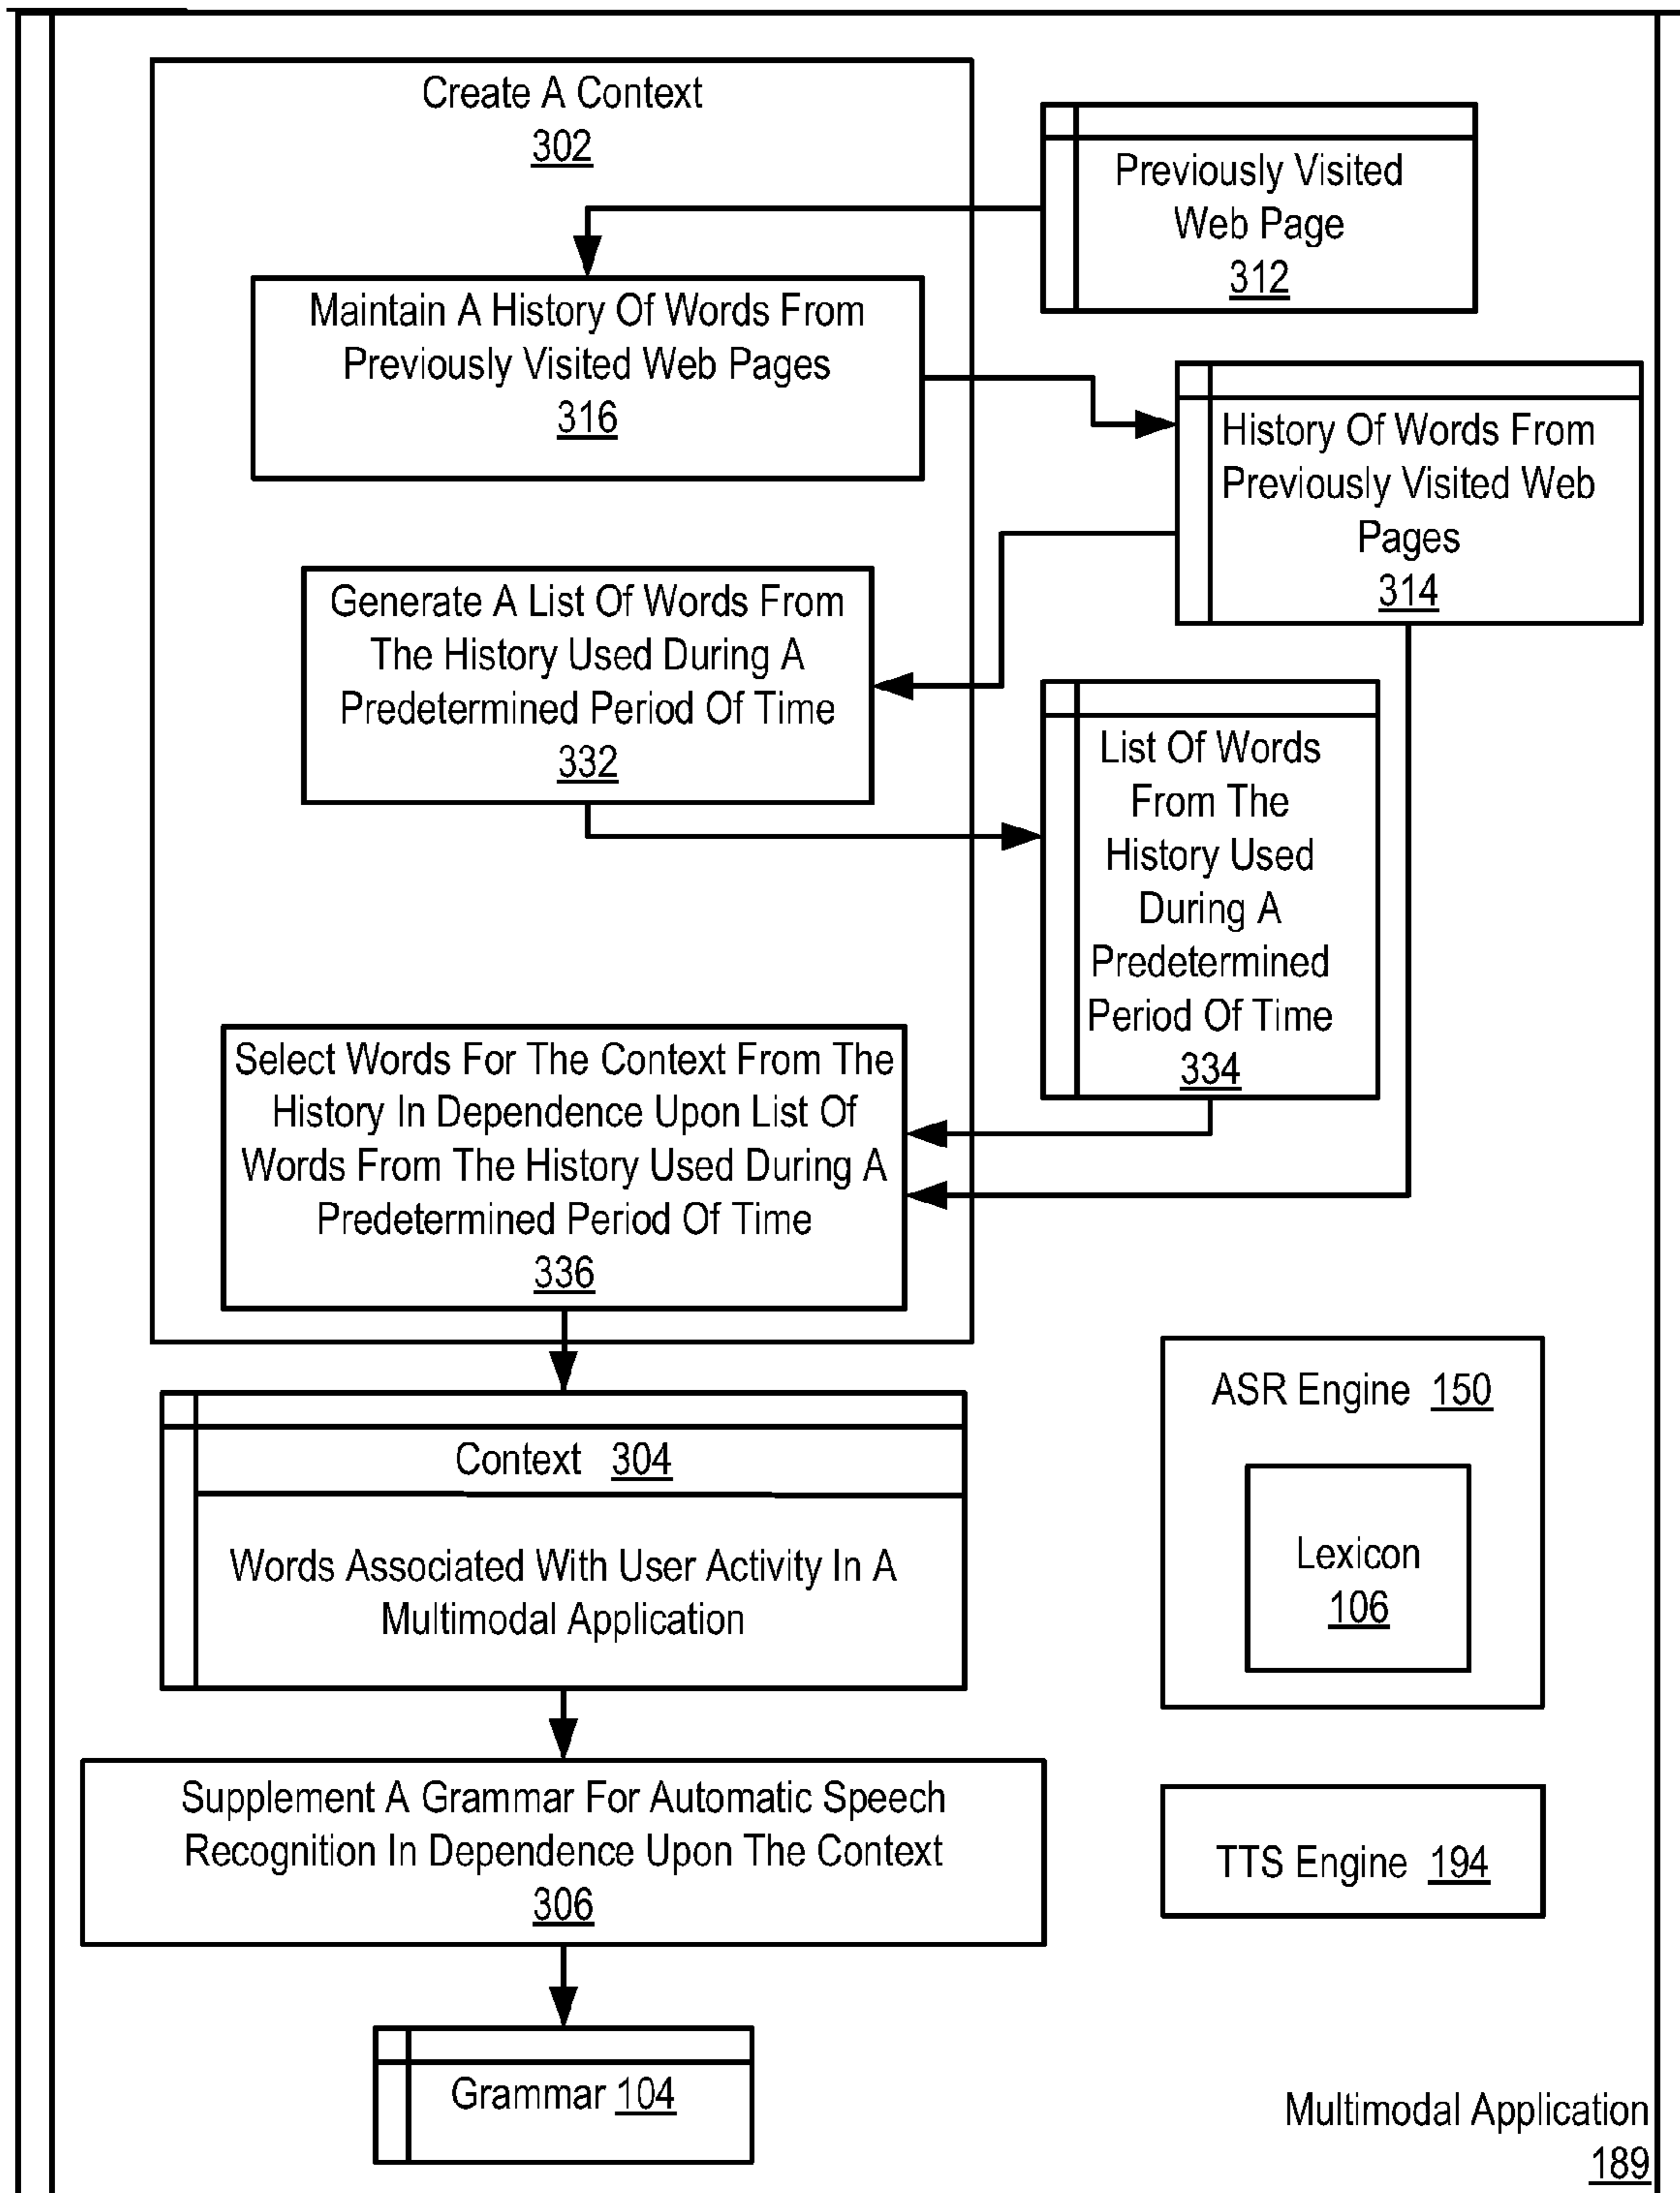 Create A Context
302
Previously Visited
Web Page
312
Maintain A History Of Words From
Previously Visited Web Pages
316
History Of Words From
Previously Visited Web
Pages
314
Generate A List Of Words From
The History Used During A
Predetermined Period Of Time
332
List Of Words
From The
History Used
During A
Predetermined
Period Of Time
334
Select Words For The Context From The
History In Dependence Upon List Of
Words From The History Used During A
Predetermined Period Of Time
336
ASR Engine 150
Lexicon
106
Context 304
Words Associated With User Activity In A
Multimodal Application
Supplement A Grammar For Automatic Speech
Recognition In Dependence Upon The Context
306
TTS Engine 194
Grammar 104
Multimodal Application
189